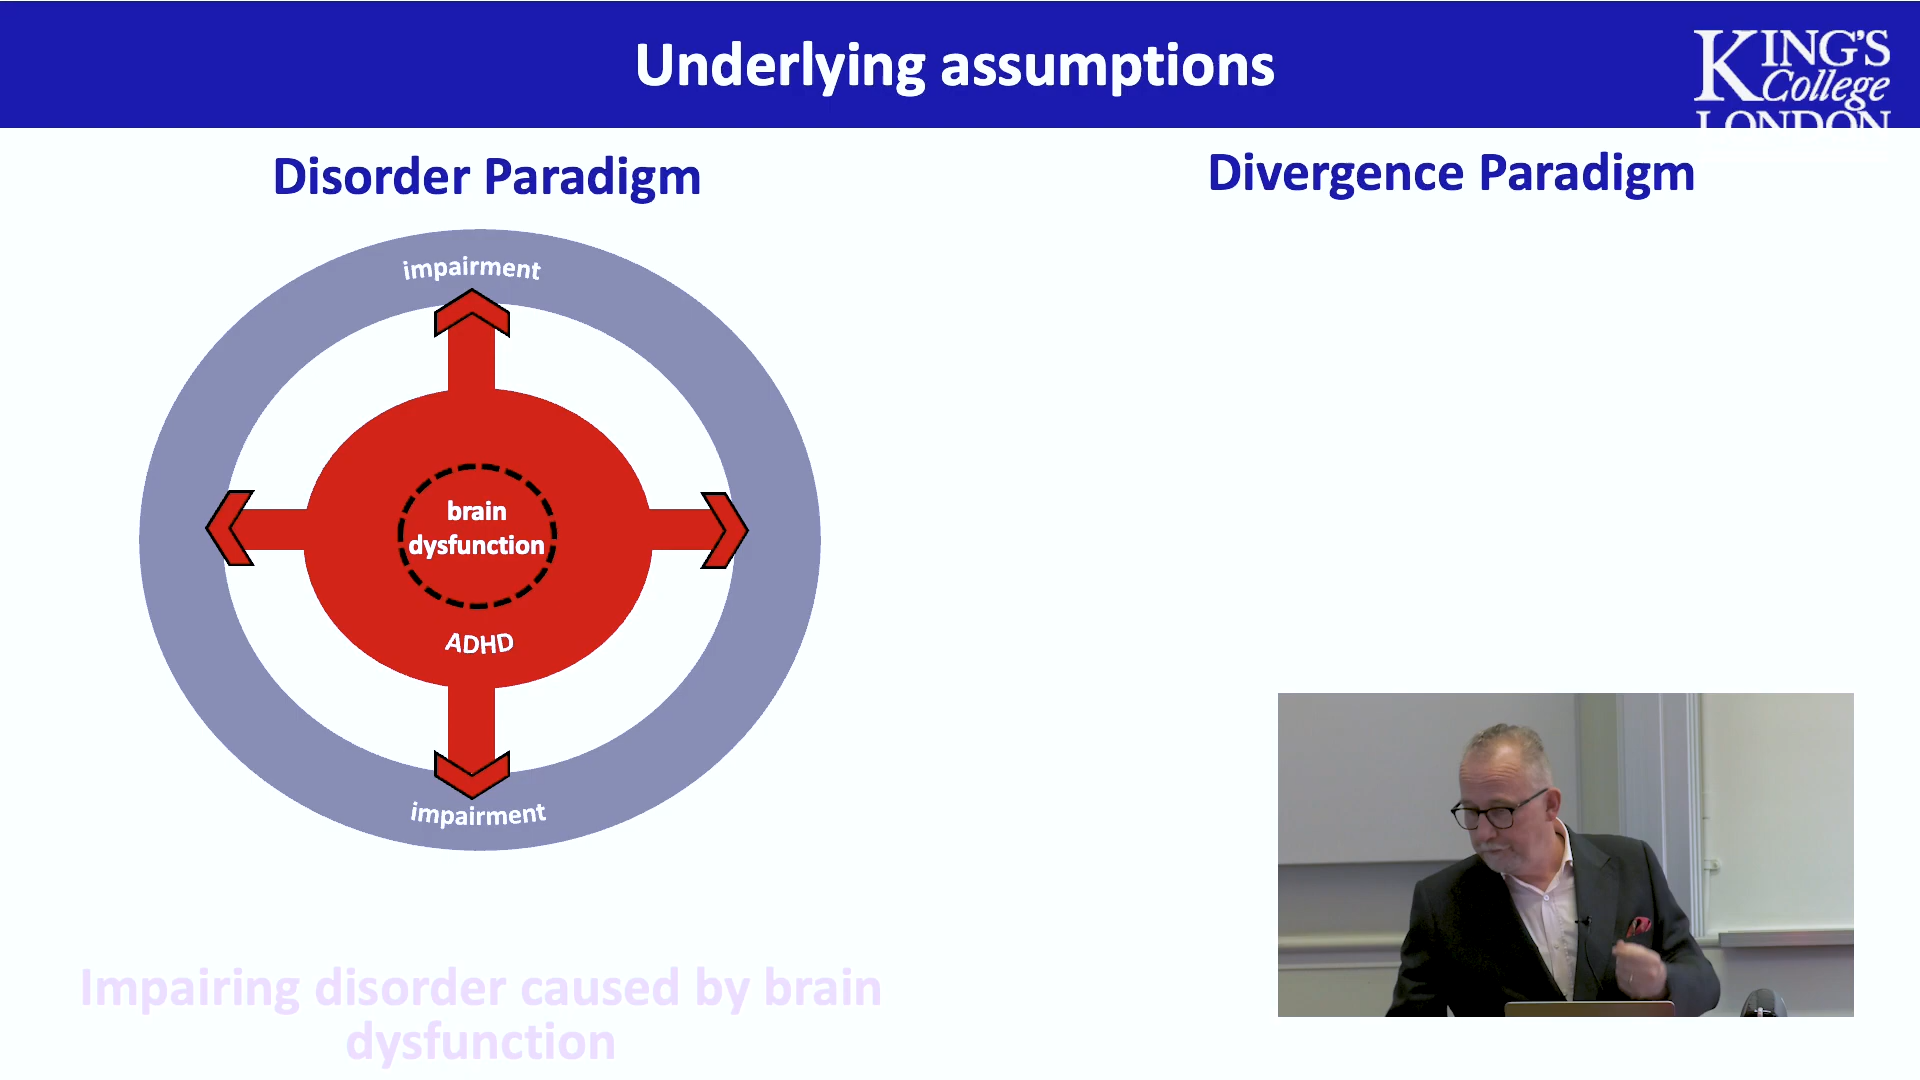 Underlying assumptions
KING'S
College
LONDON
Disorder Paradigm
Divergence Paradigm
impairment
brain
dysfunction
ADHD
impairment
Impairing disorder caused by brain
dysfunction